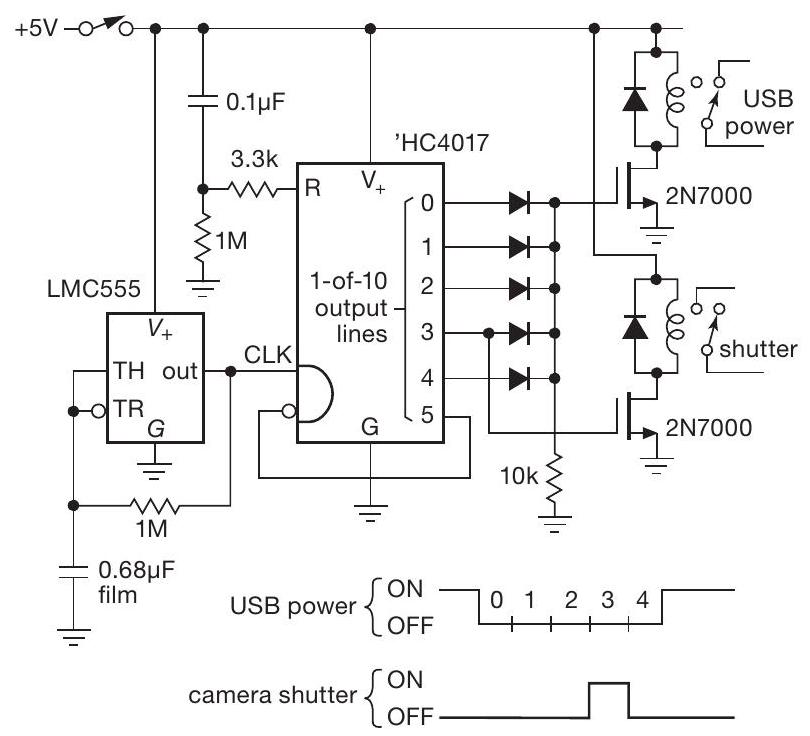 +5V
0.1µF
'HC4017
USB
power
3.3k
R
V+
2N7000
0
1M
1
LMC555
1-of-10
output
lines
2
V+
3
shutter
TH
out
CLK
4
TR
G
G
5
2N7000
10k
1M
0.68µF
film
USB power
ON
OFF
0 1 2 3 4
camera shutter
ON
OFF